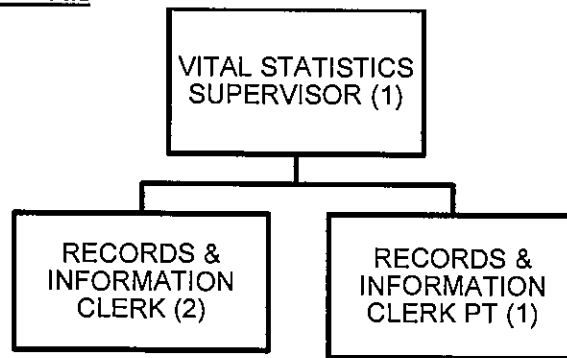 VITAL STATISTICS
SUPERVISOR (1)
RECORDS &
INFORMATION
CLERK (2)
RECORDS &
INFORMATION
CLERK PT (1)